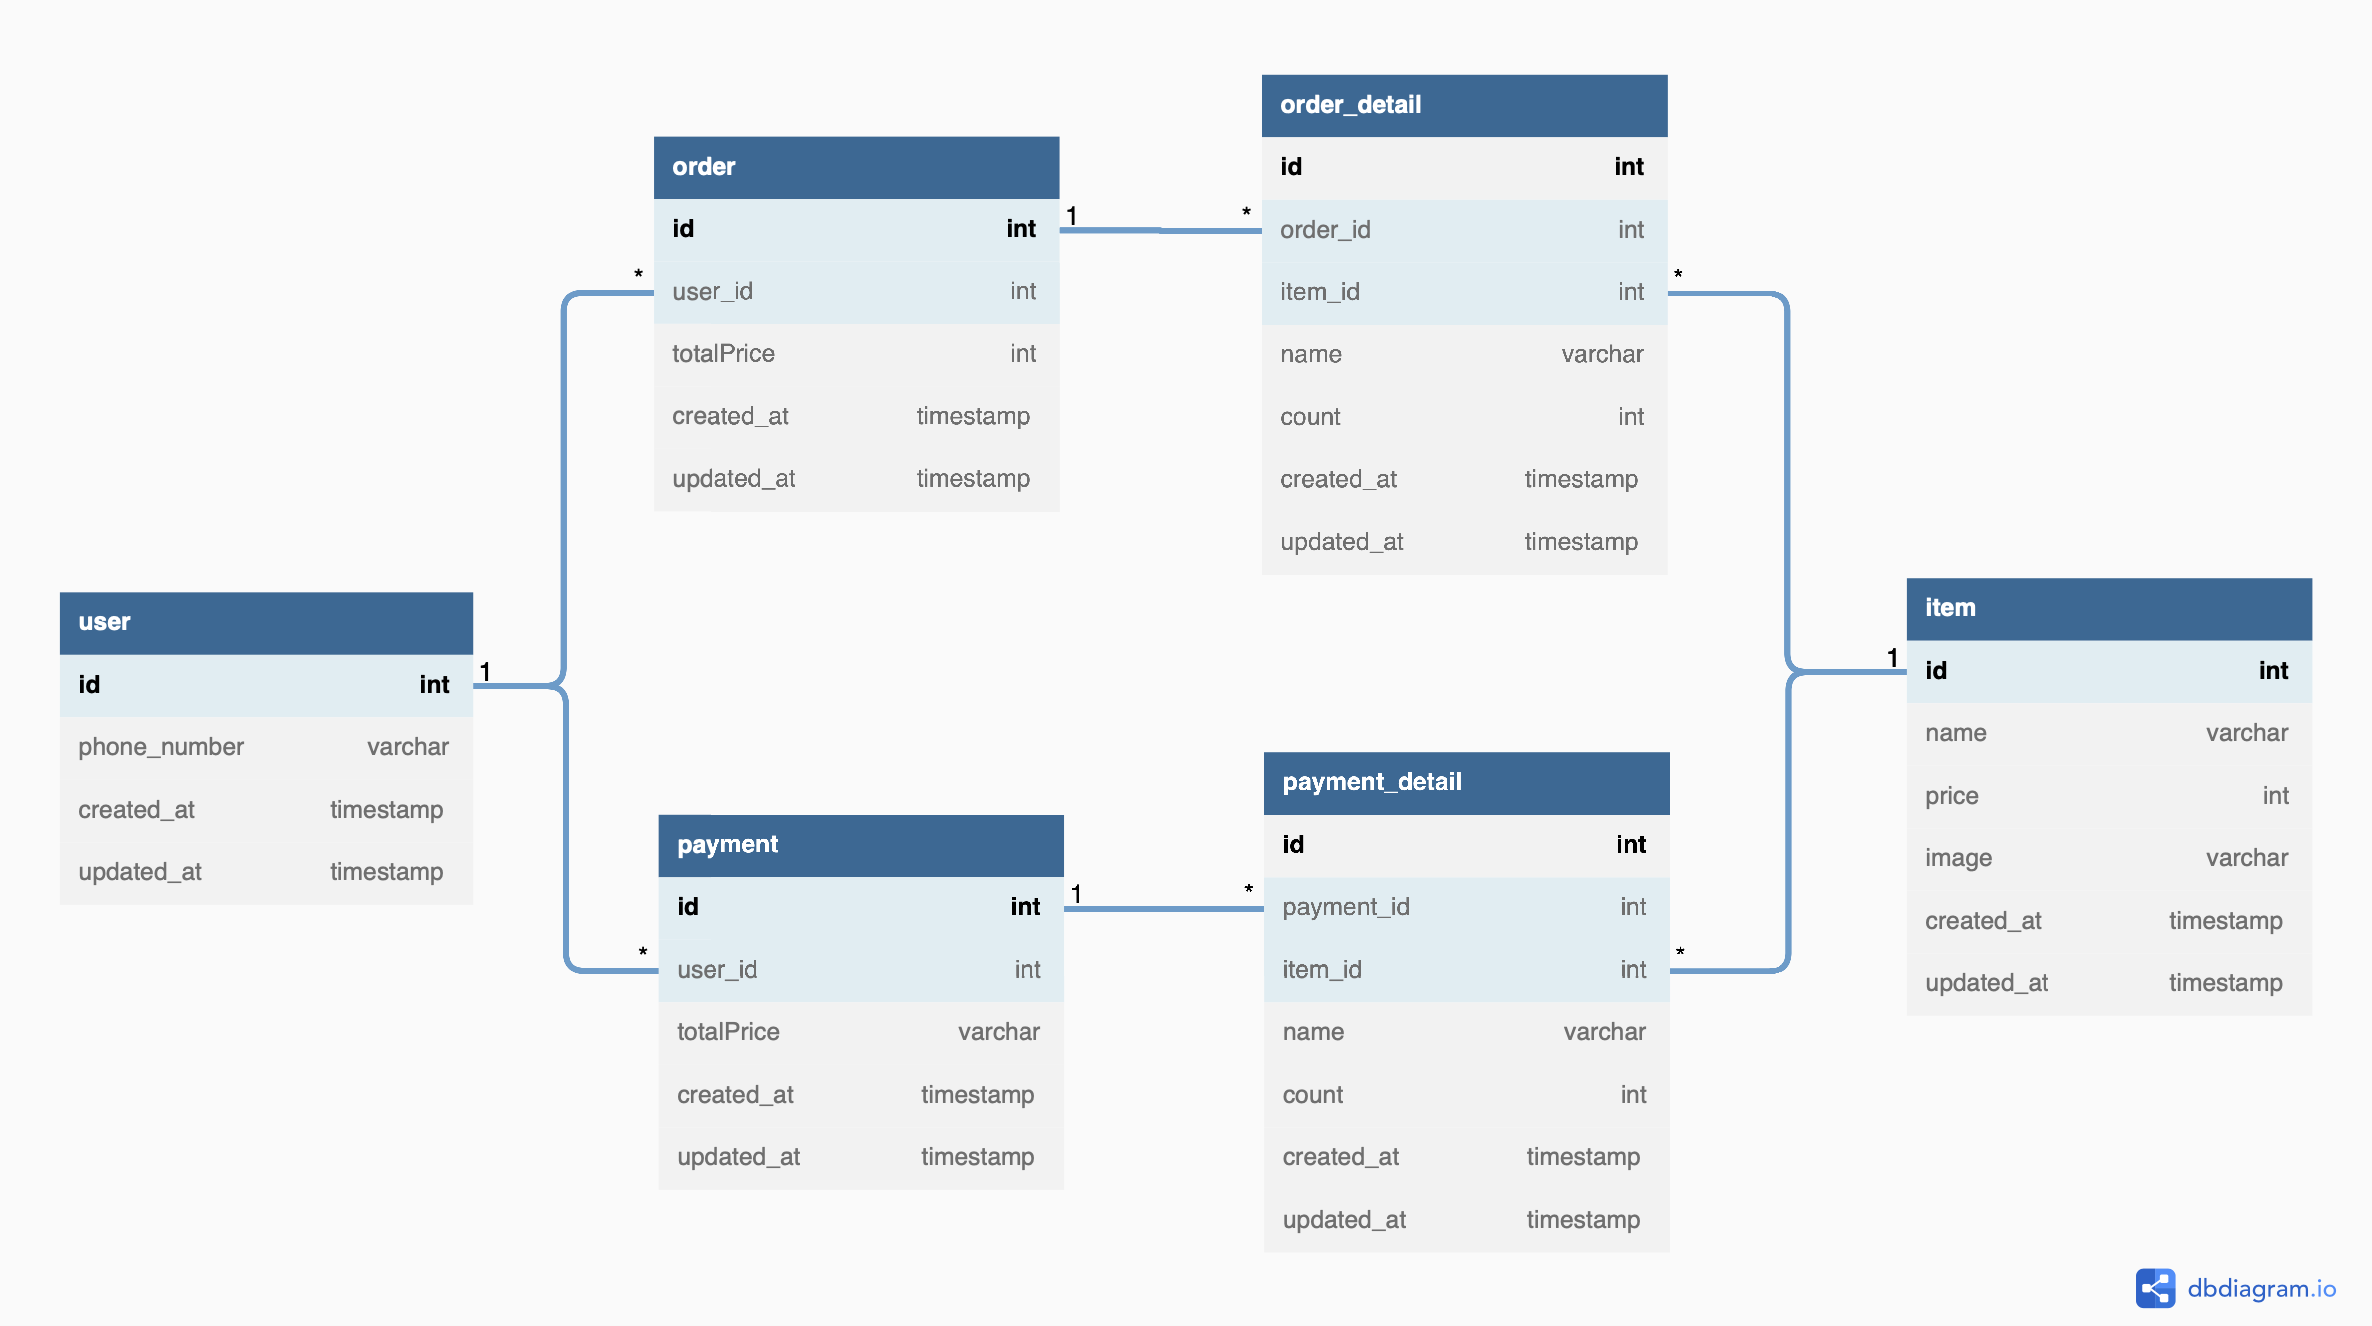 order
id int
user_id int
totalPrice int
created_at timestamp
updated_at timestamp
1
*
*
order_detail
id int
order_id int
item_id int
name varchar
count int
created_at timestamp
updated_at timestamp
*
user
id int
phone_number varchar
created_at timestamp
updated_at timestamp
1
payment
id int
user_id int
totalPrice varchar
created_at timestamp
updated_at timestamp
*
1
*
payment_detail
id int
payment_id int
item_id int
name varchar
count int
created_at timestamp
updated_at timestamp
*
1
item
id int
name varchar
price int
image varchar
created_at timestamp
updated_at timestamp
dbdiagram.io